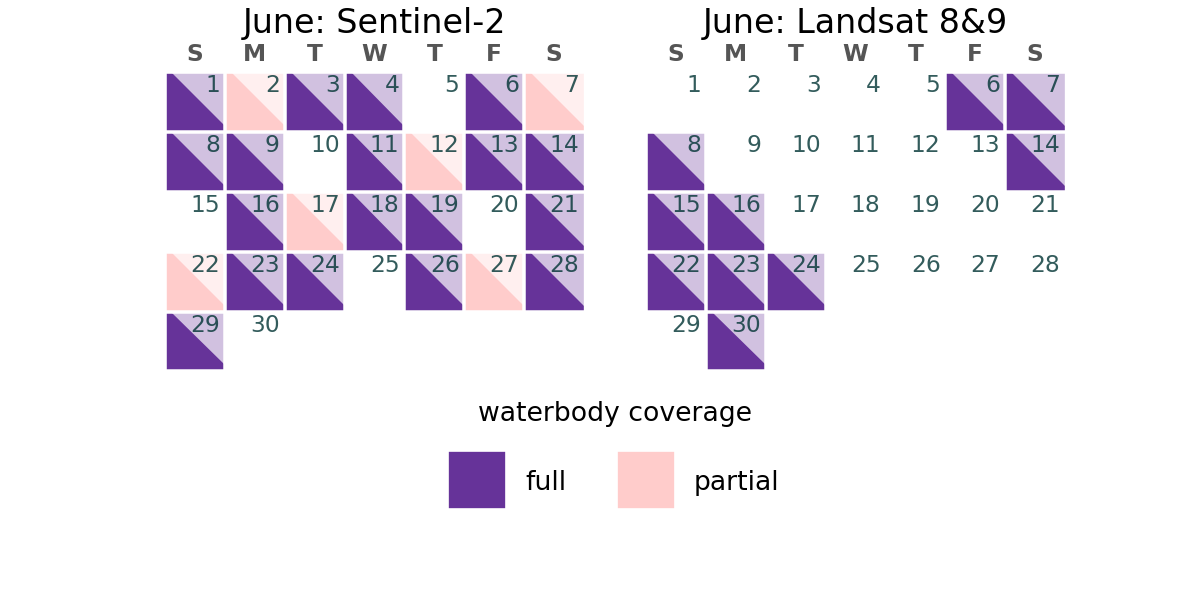 June: Sentinel-2
S M T W T F S
1 2 3 4 5 6 7
8 9 10 11 12 13 14
15 16 17 18 19 20 21
22 23 24 25 26 27 28
29 30
June: Landsat 8&9
S M T W T F S
1 2 3 4 5 6 7
8 9 10 11 12 13 14
15 16 17 18 19 20 21
22 23 24 25 26 27 28
29 30
waterbody coverage
full partial